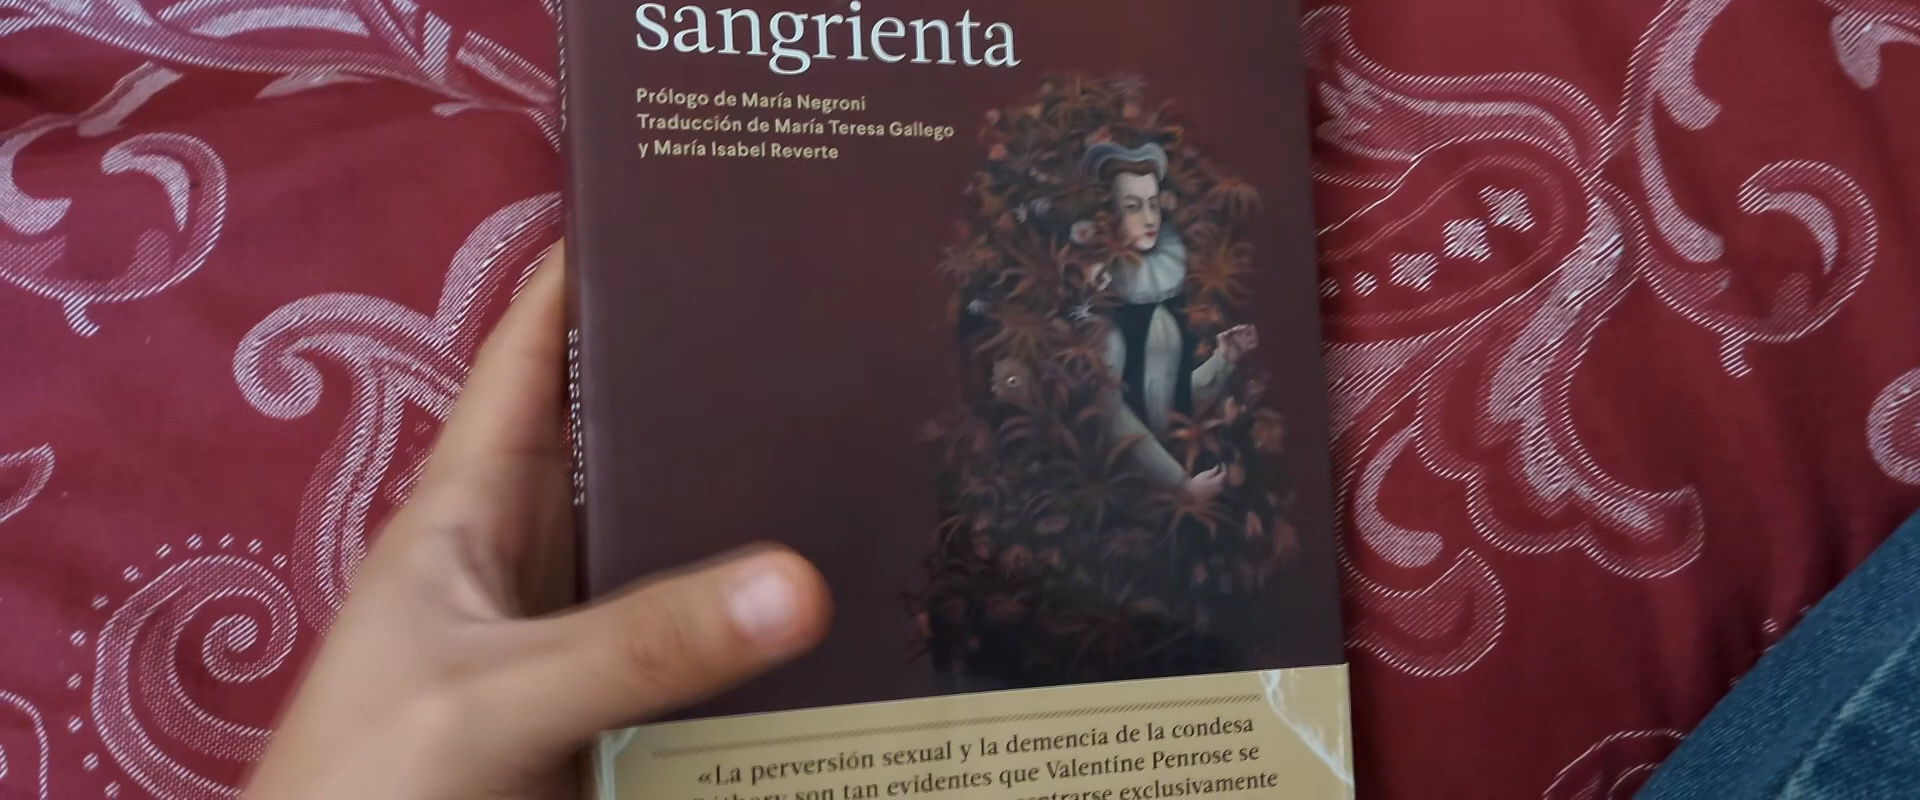 sangrienta
Prólogo de María Negroni
Traducción de María Teresa Gallego
y María Isabel Reverte
«La perversión sexual y la demencia de la condesa
son tan evidentes que Valentine Penrose se
exclusivamente